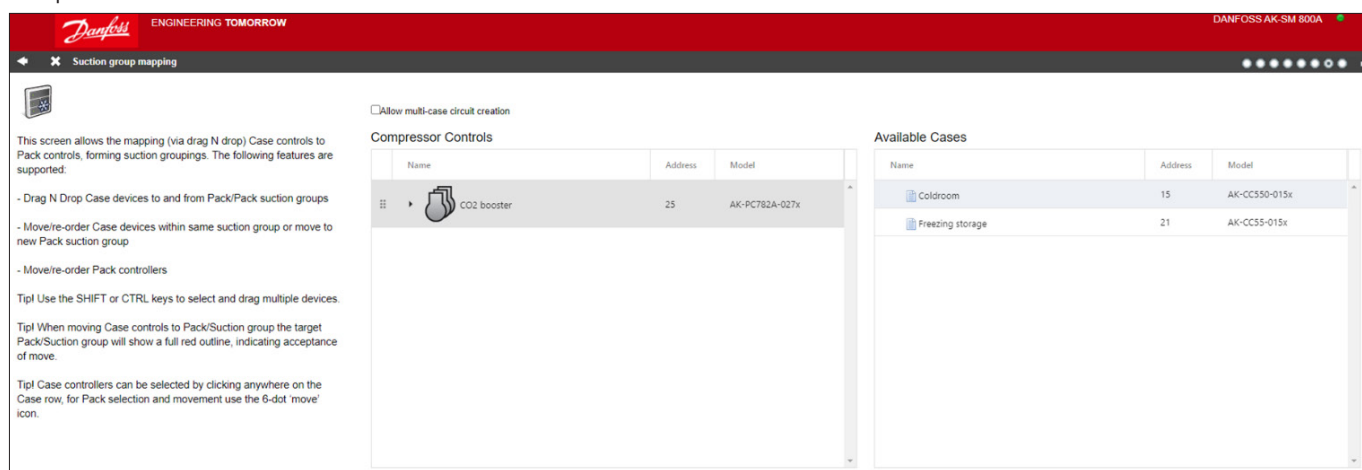 Danfoss
ENGINEERING TOMORROW
DANFOSS AK-SM 800A
Suction group mapping
This screen allows the mapping (via drag N drop) Case controls to
Pack controls, forming suction groupings. The following features are
supported:
- Drag N Drop Case devices to and from Pack/Pack suction groups
- Move/re-order Case devices within same suction group or move to
new Pack suction group
- Move/re-order Pack controllers
Tip! Use the SHIFT or CTRL keys to select and drag multiple devices.
Tip! When moving Case controls to Pack/Suction group the target
Pack/Suction group will show a full red outline, indicating acceptance
of move.
Tip! Case controllers can be selected by clicking anywhere on the
Case row, for Pack selection and movement use the 6-dot 'move'
icon.
Allow multi-case circuit creation
Compressor Controls
Name Address Model
CO2 booster 25 AK-PC782A-027x
Available Cases
Name Address Model
Coldroom 15 AK-CC550-015x
Freezing storage 21 AK-CC55-015x